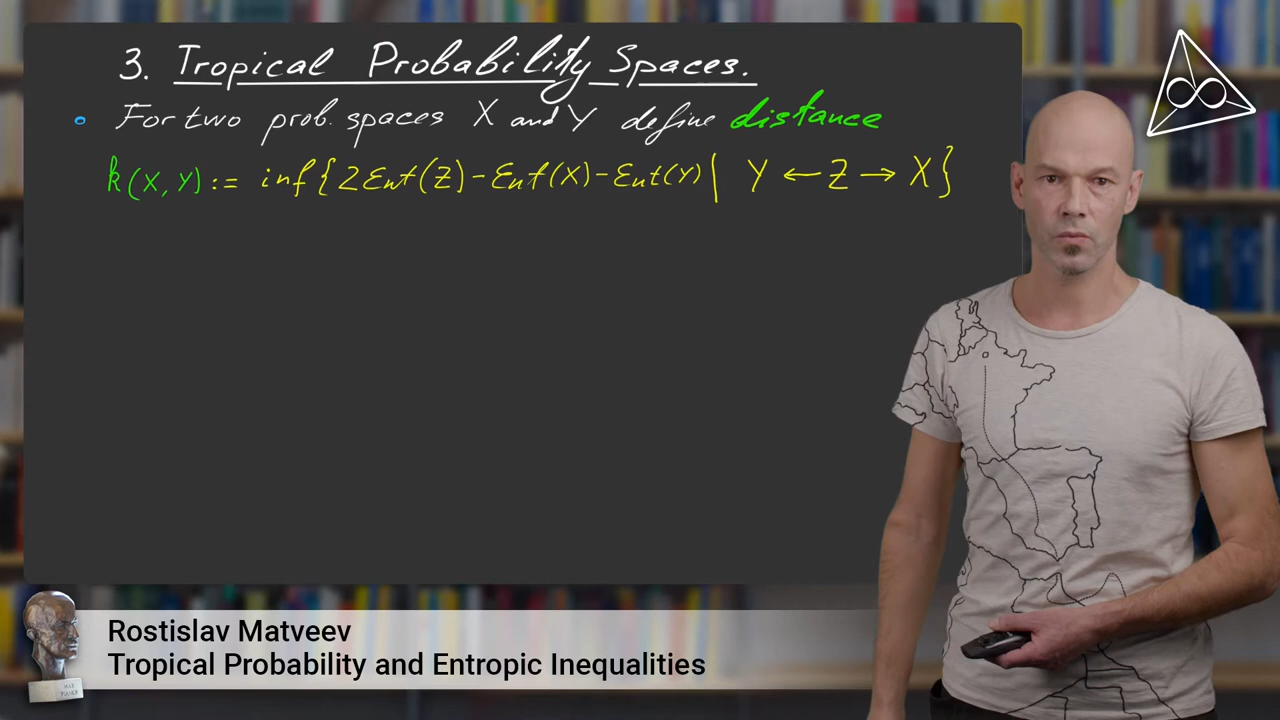 3. Tropical Probability Spaces.
For two prob. spaces X and Y define distance
k(X, Y) := inf{2Ent(Z) - Ent(X) - Ent(Y) | Y ← Z → X}
Rostislav Matveev
Tropical Probability and Entropic Inequalities